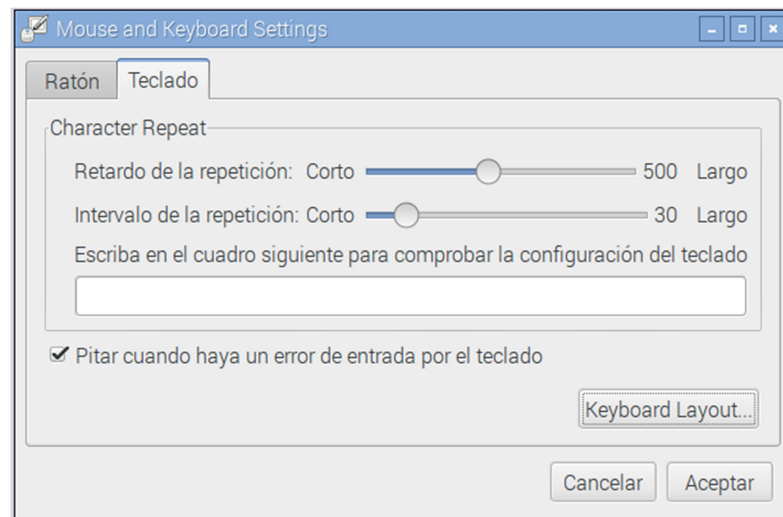 Mouse and Keyboard Settings
Ratón Teclado
Character Repeat
Retardo de la repetición: Corto 500 Largo
Intervalo de la repetición: Corto 30 Largo
Escriba en el cuadro siguiente para comprobar la configuración del teclado
Pitar cuando haya un error de entrada por el teclado
Keyboard Layout...
Cancelar Aceptar